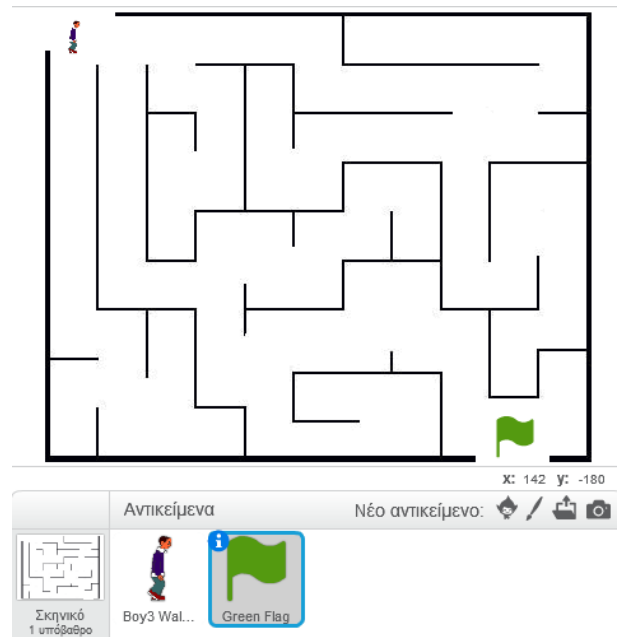 x: 142 y: -180
Αντικείμενα
Νέο αντικείμενο:
Σκηνικό
1 υπόβαθρο
Boy3 Wal...
Green Flag